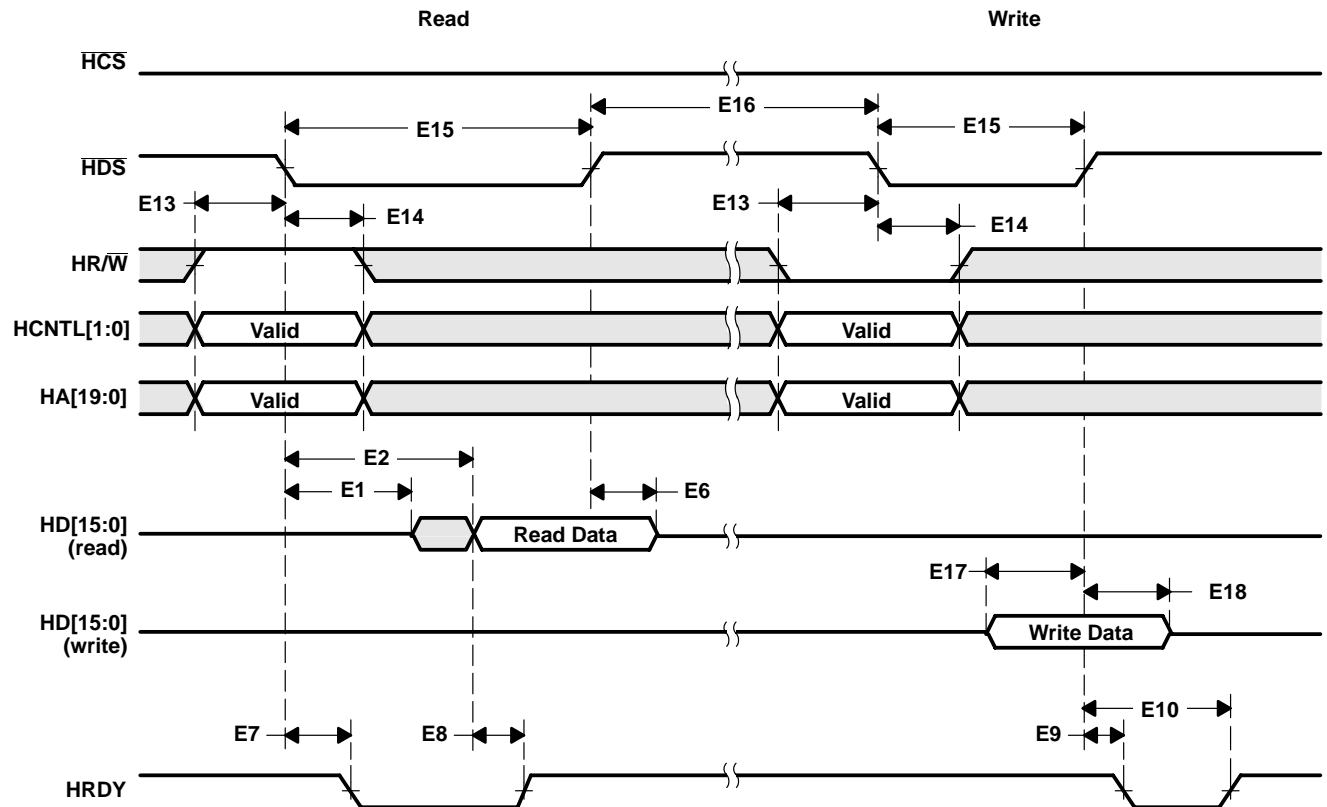 Read Write
HCS
E16
E15 E15
HDS
E13 E14 E13 E14
HR/W
HCNTL[1:0] Valid Valid
HA[19:0] Valid Valid
E2
E1 E6
HD[15:0]
(read)
Read Data
E17 E18
HD[15:0]
(write)
Write Data
E10
E7 E8 E9
HRDY